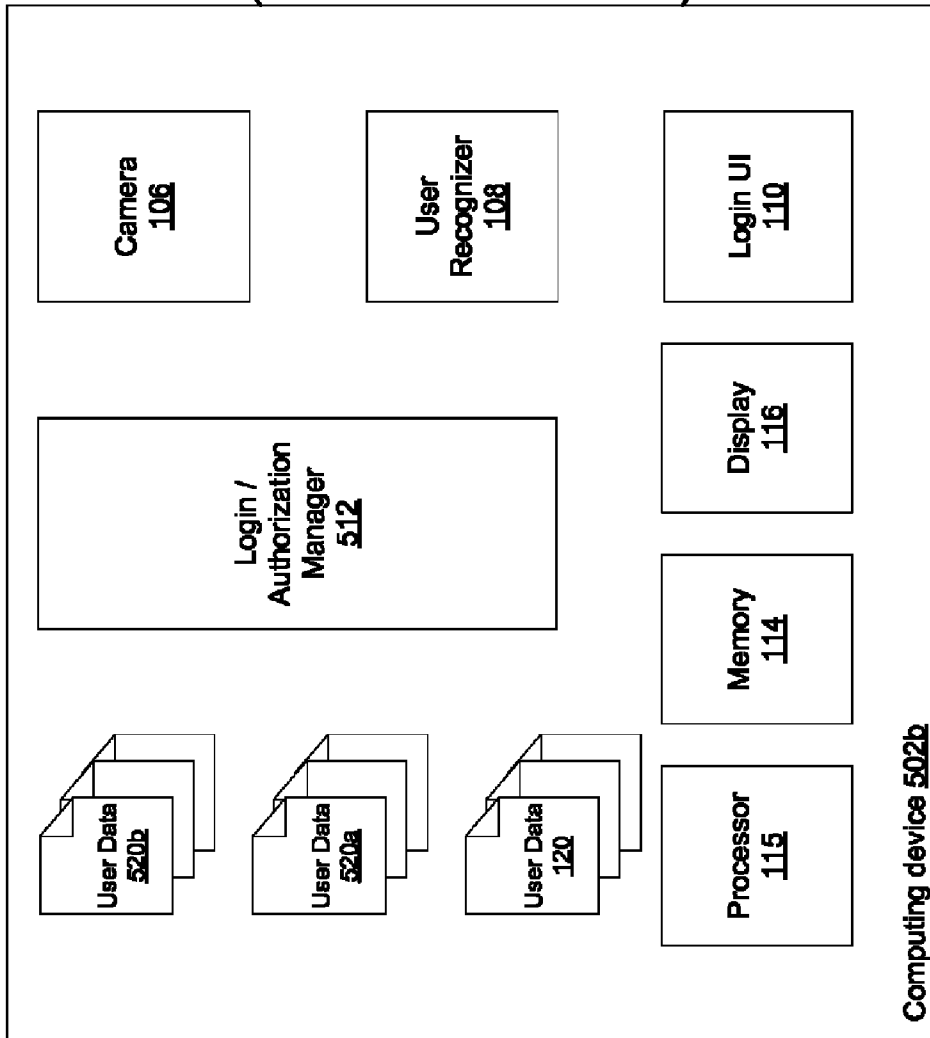 User Data
520b
User Data
520a
User Data
120
Login /
Authorization
Manager
512
Camera
106
User
Recognizer
108
Processor
115
Memory
114
Display
116
Login UI
110
Computing device 502b